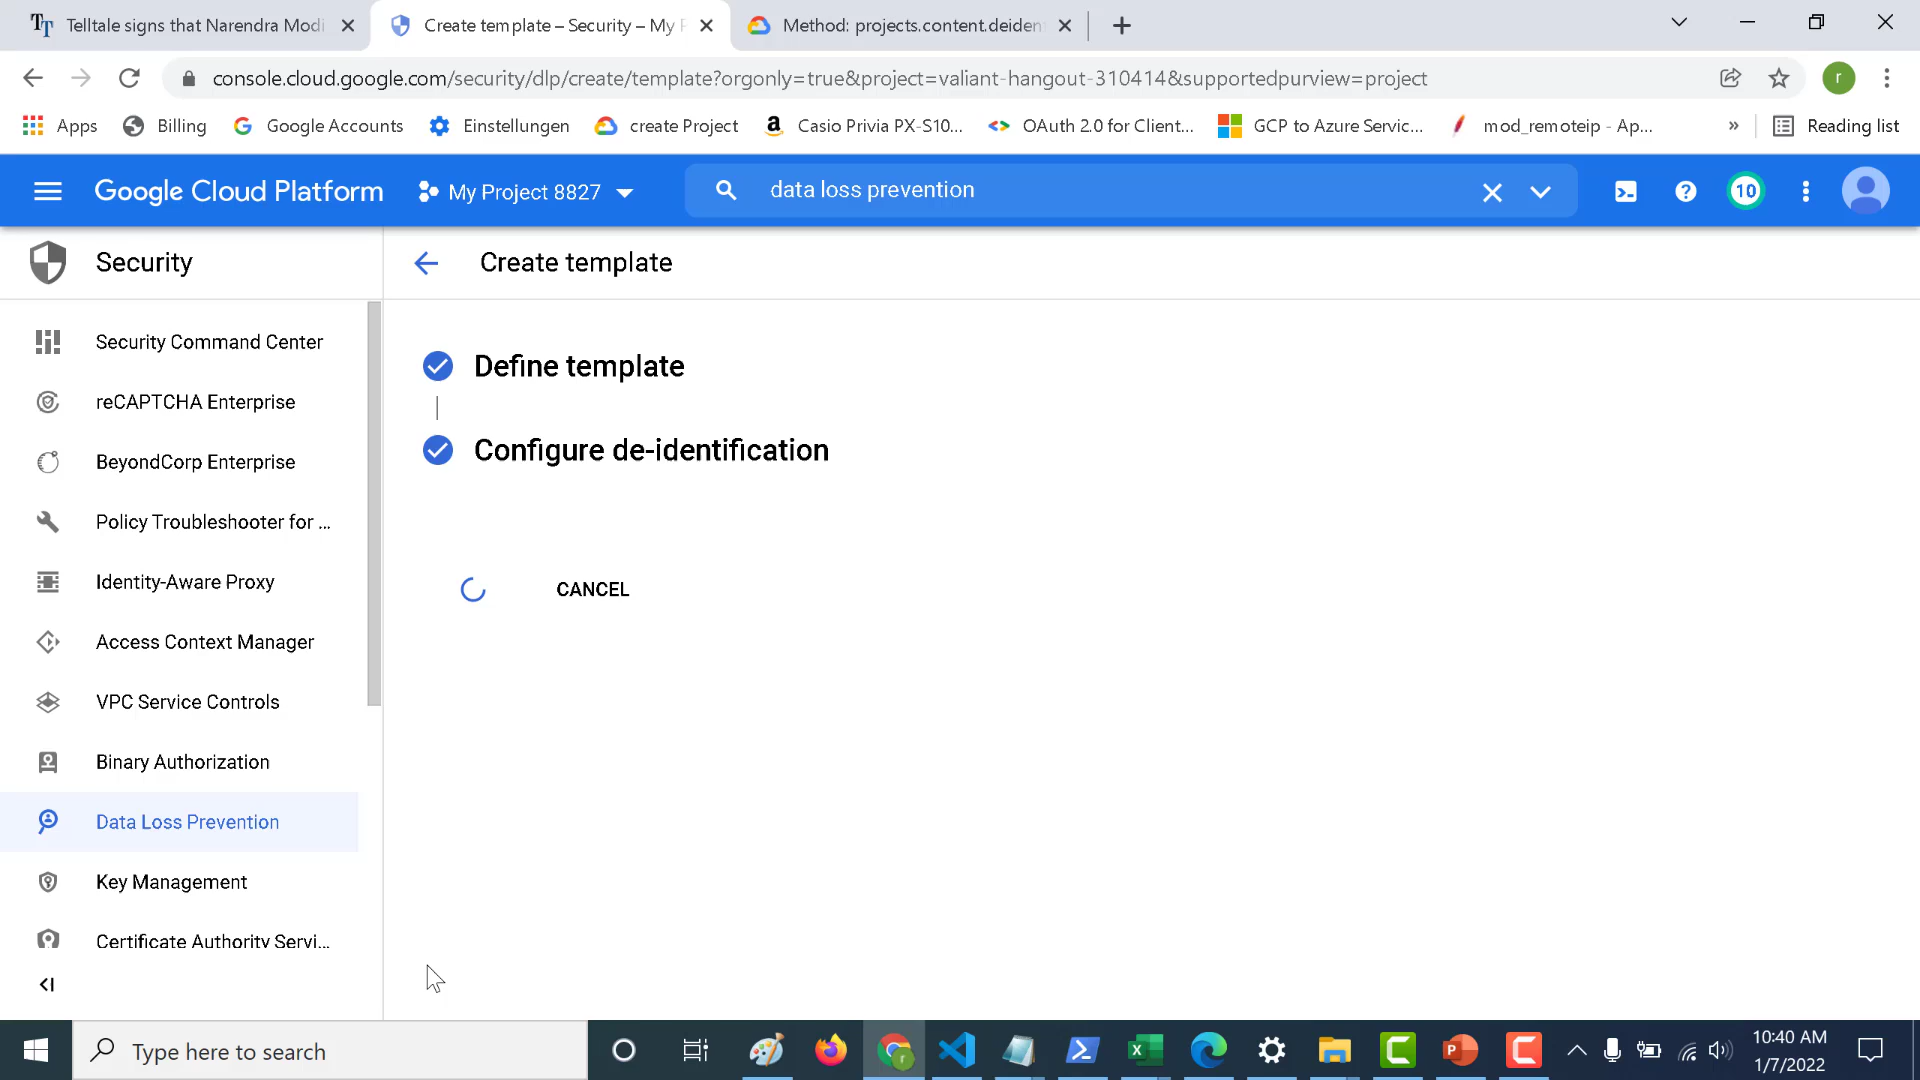 Telltale signs that Narendra Modi
Create template – Security – My P
Method: projects.content.deiden
console.cloud.google.com/security/dlp/create/template?orgonly=true&project=valiant-hangout-310414&supportedpurview=project
r
Apps
Billing
Google Accounts
Einstellungen
create Project
Casio Privia PX-S10...
OAuth 2.0 for Client...
GCP to Azure Servic...
mod_remoteip - Ap...
»
Reading list
Google Cloud Platform
My Project 8827
data loss prevention
10
Security
Create template
Security Command Center
reCAPTCHA Enterprise
BeyondCorp Enterprise
Policy Troubleshooter for ...
Identity-Aware Proxy
Access Context Manager
VPC Service Controls
Binary Authorization
Data Loss Prevention
Key Management
Certificate Authority Servi...
Define template
Configure de-identification
CANCEL
Type here to search
10:40 AM
1/7/2022